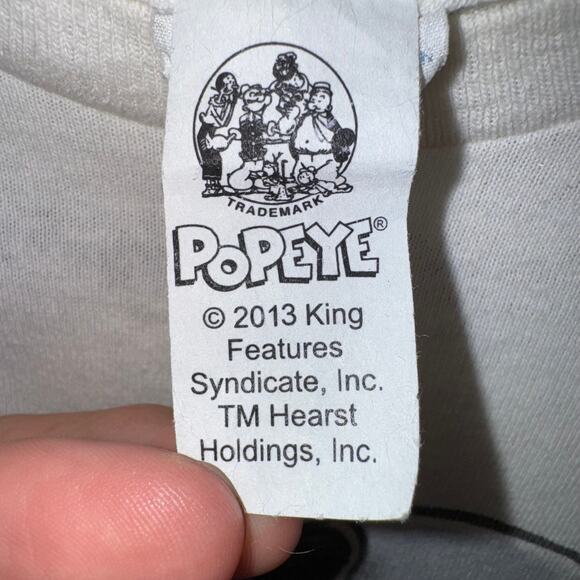 TRADEMARK
POPEYE®
© 2013 King
Features
Syndicate, Inc.
TM Hearst
Holdings, Inc.